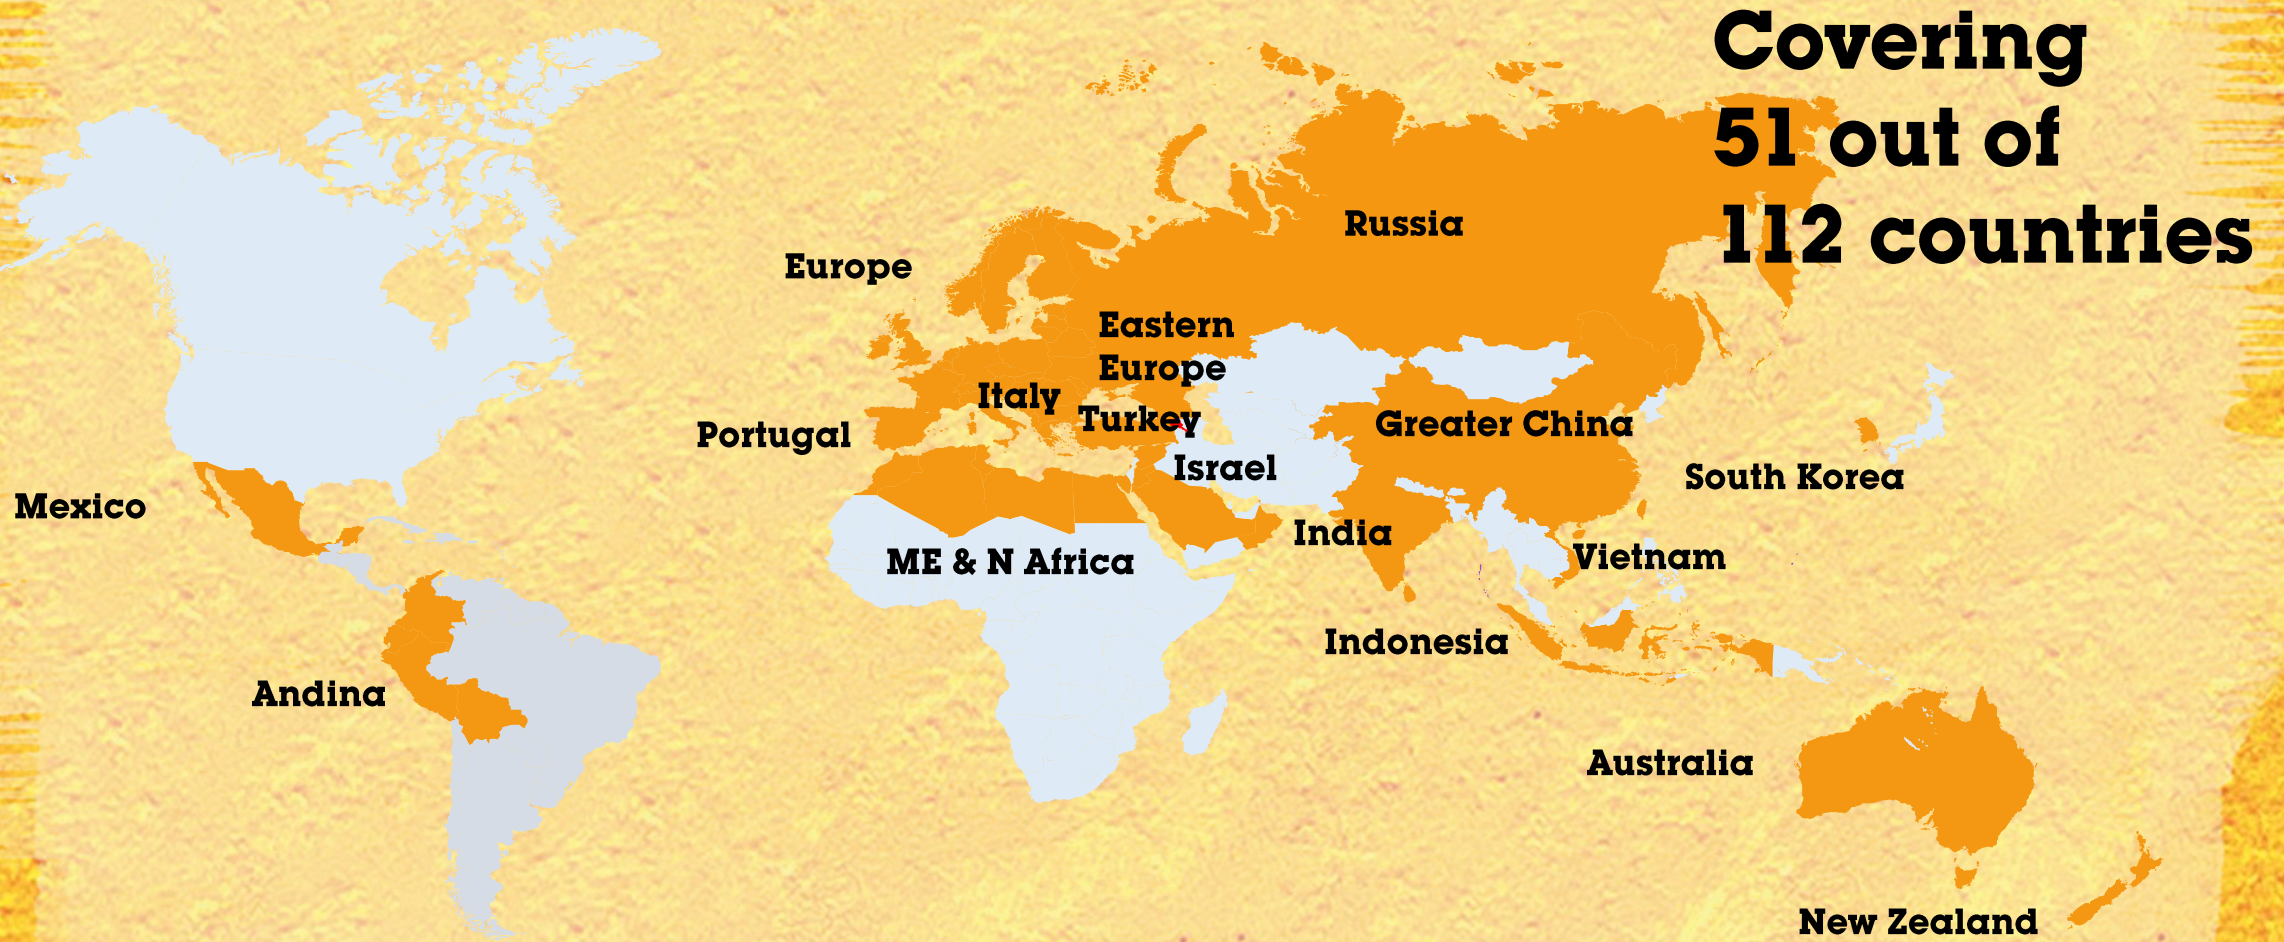 Covering
51 out of
112 countries
Russia
Europe
Eastern
Europe
Italy
Turkey
Portugal
Greater China
Israel
South Korea
Mexico
India
Vietnam
ME & N Africa
Indonesia
Andina
Australia
New Zealand